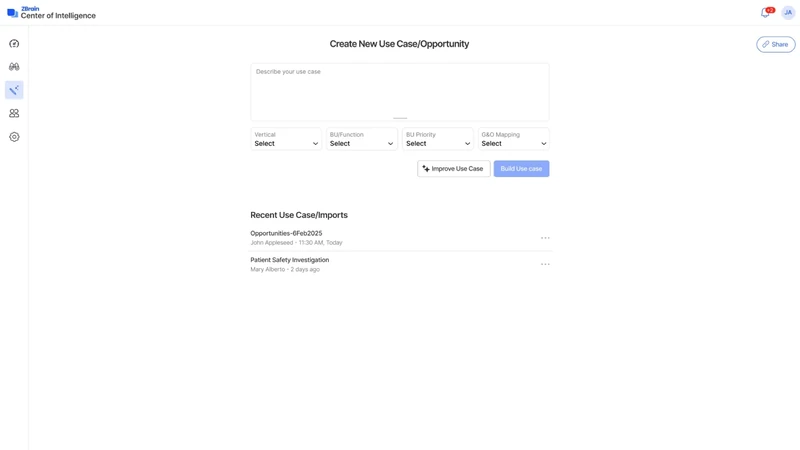 ZBrain
Center of Intelligence
+2
JA
Create New Use Case/Opportunity
Share
Describe your use case
Vertical
Select
BU/Function
Select
BU Priority
Select
G&O Mapping
Select
Improve Use Case
Build Use case
Recent Use Case/Imports
Opportunities-6Feb2025
John Appleseed - 11:30 AM, Today
Patient Safety Investigation
Mary Alberto - 2 days ago